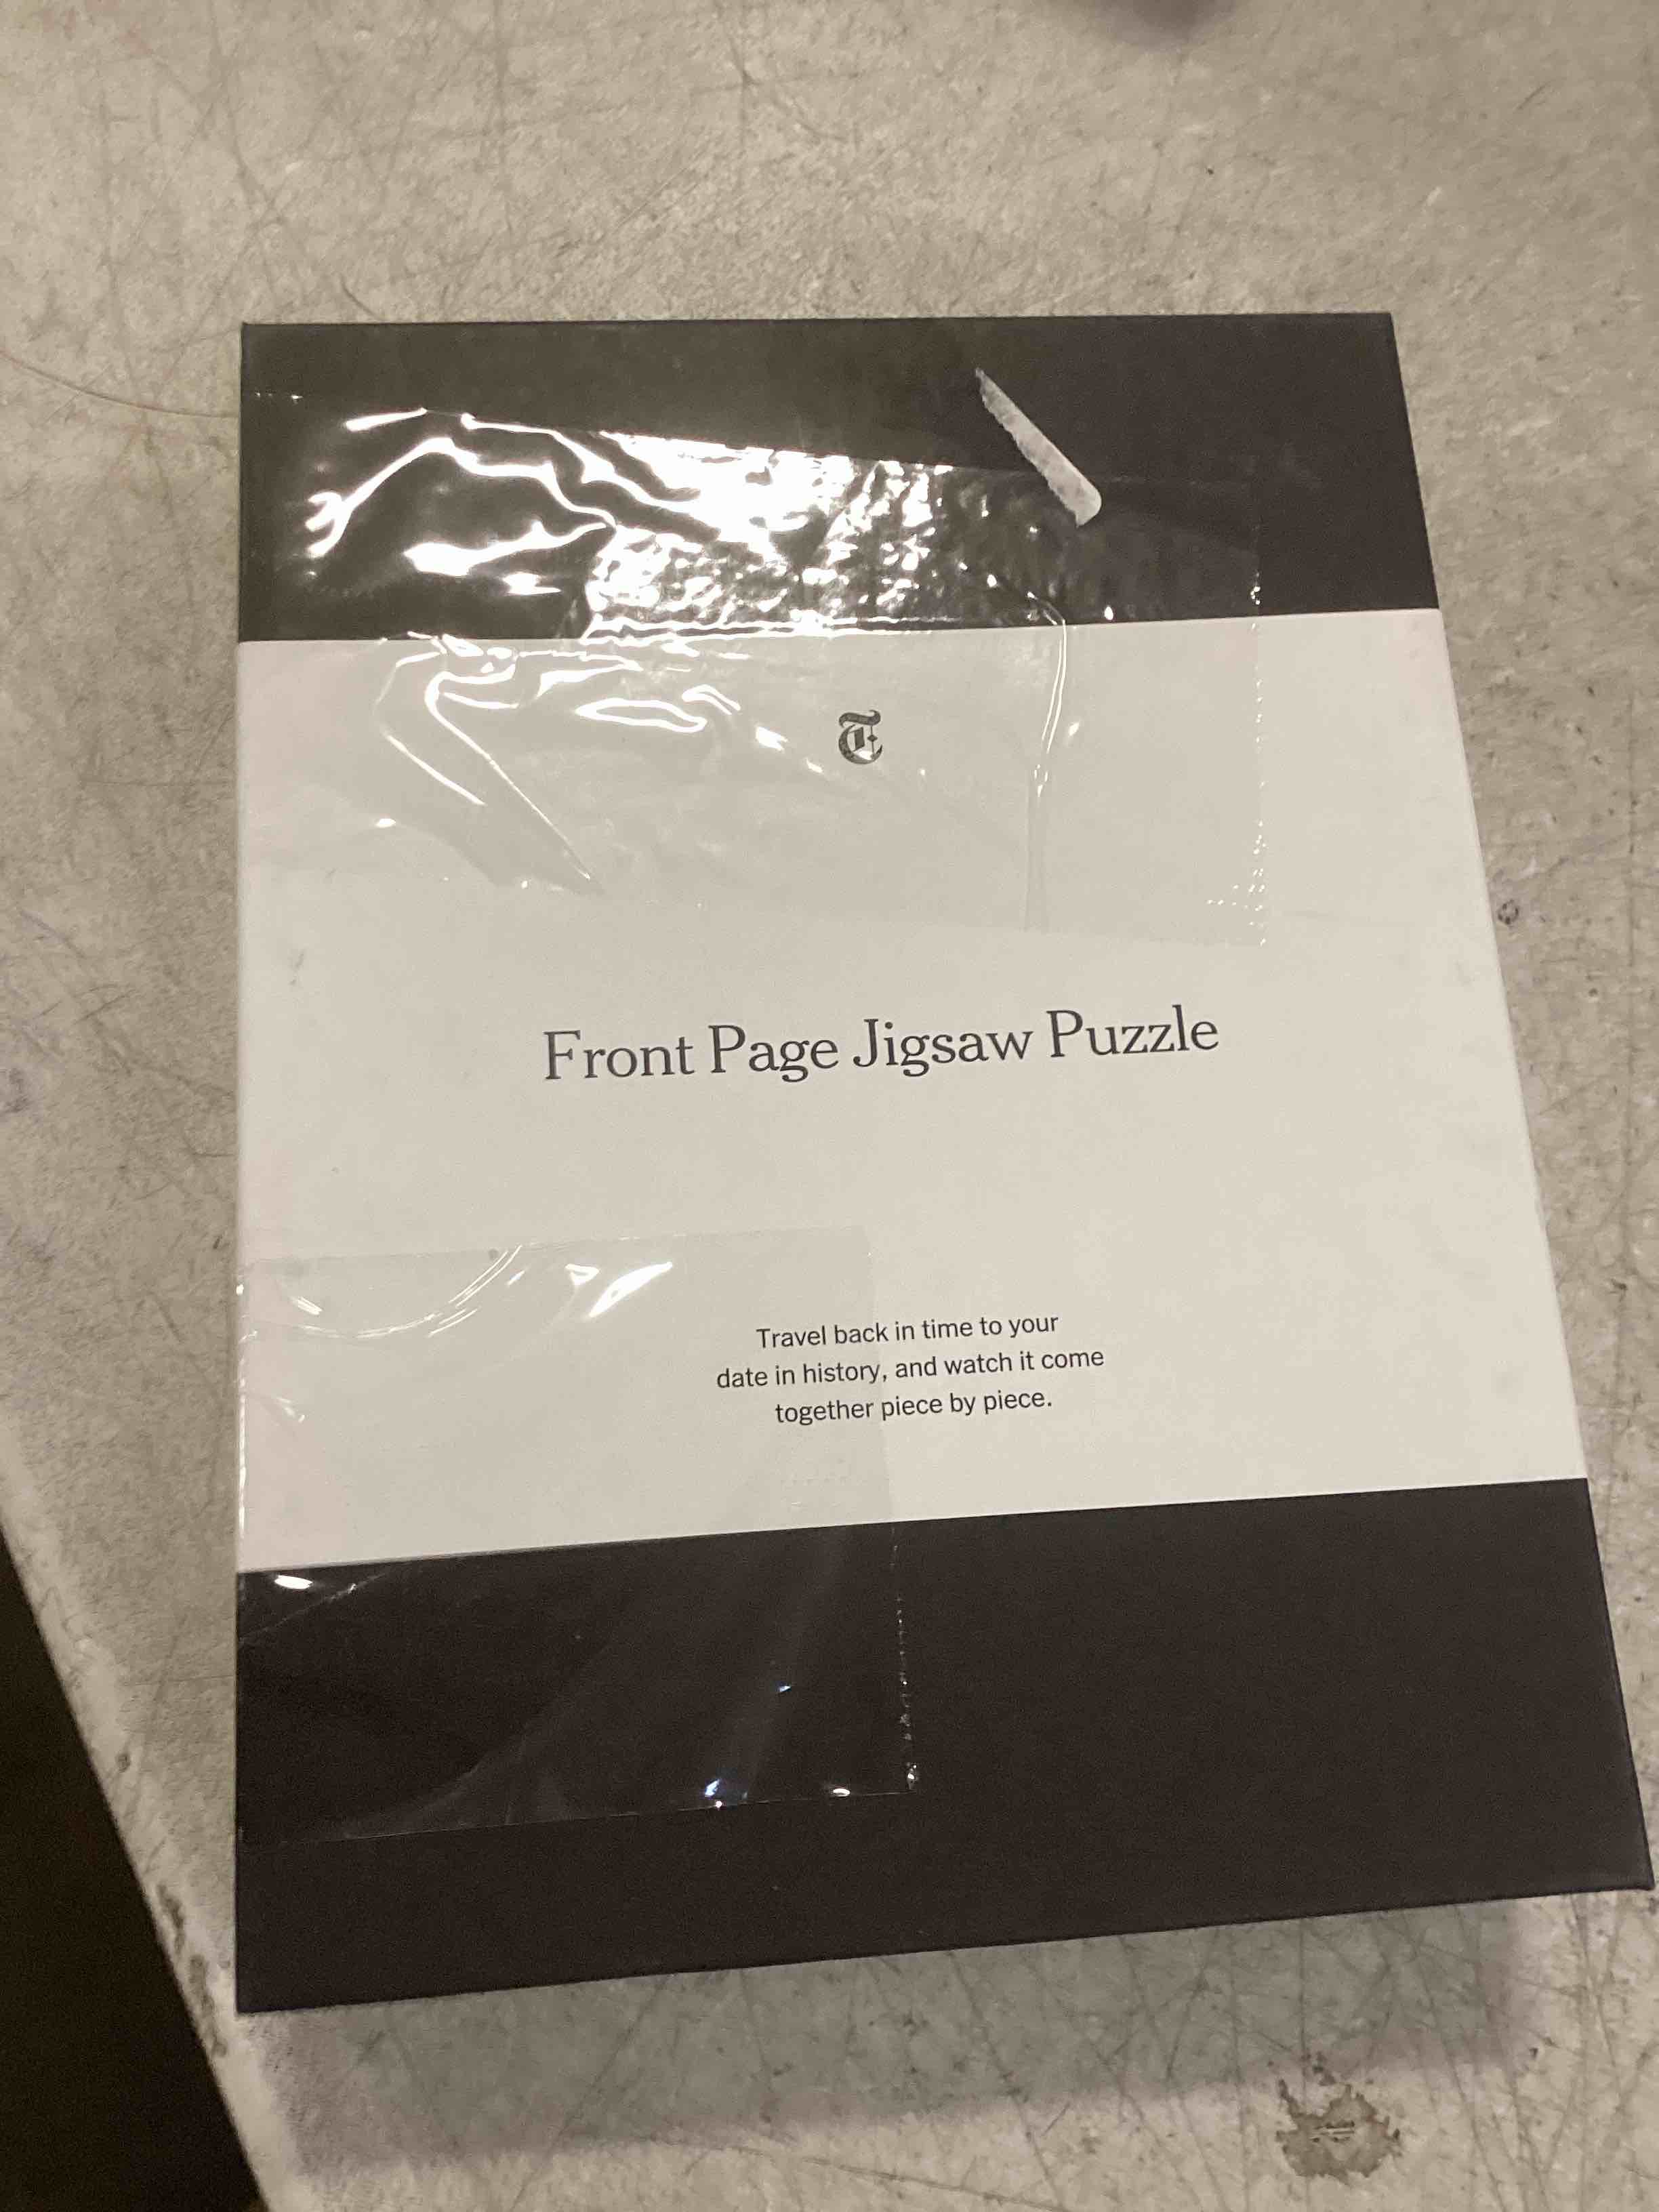 T
Front Page Jigsaw Puzzle
Travel back in time to your
date in history, and watch it come
together piece by piece.